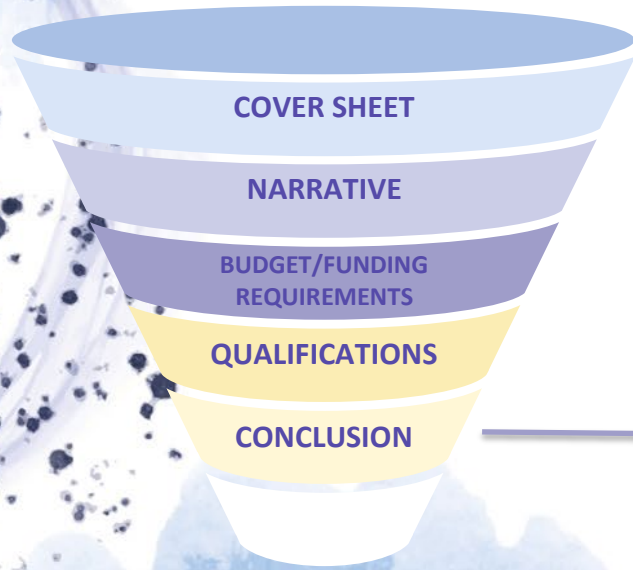 COVER SHEET
NARRATIVE
BUDGET/FUNDING
REQUIREMENTS
QUALIFICATIONS
CONCLUSION